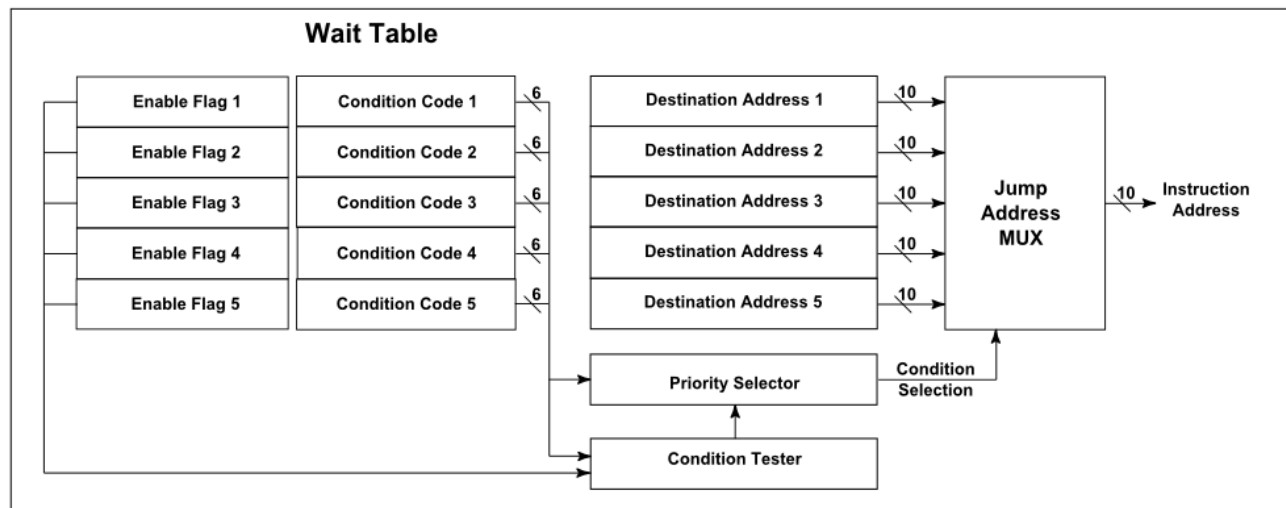 Wait Table
Enable Flag 1
Condition Code 1
6
Destination Address 1
10
Enable Flag 2
Condition Code 2
6
Destination Address 2
10
Enable Flag 3
Condition Code 3
6
Destination Address 3
10
Enable Flag 4
Condition Code 4
6
Destination Address 4
10
Enable Flag 5
Condition Code 5
6
Destination Address 5
10
Jump
Address
MUX
10
Instruction
Address
Priority Selector
Condition
Selection
Condition Tester